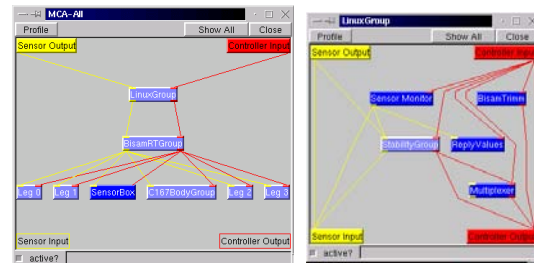 MCA-All
Profile Show All Close
Sensor Output Controller Input
LinuxGroup
BisamRTGroup
Leg 0 Leg 1 SensorBox C167BodyGroup Leg 2 Leg 3
Sensor Input Controller Output
active?
LinuxGroup
Profile Show All Close
Sensor Output Controller Input
Sensor Monitor BisamTrimm
StabilityGroup ReplyValues
Multiplexer
Sensor Input Controller Output
active?